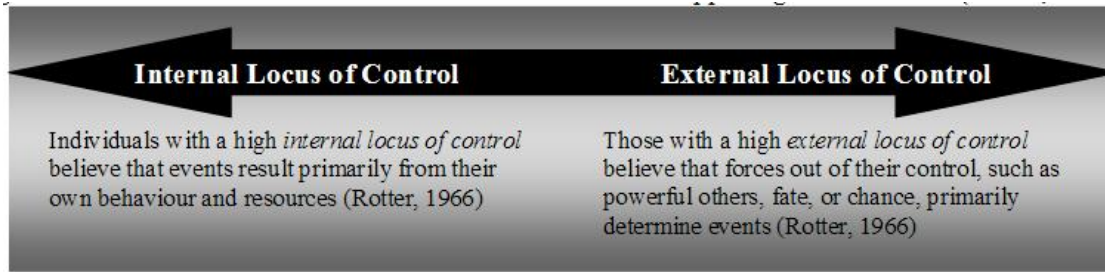 Internal Locus of Control
External Locus of Control
Individuals with a high internal locus of control
believe that events result primarily from their
own behaviour and resources (Rotter, 1966)
Those with a high external locus of control
believe that forces out of their control, such as
powerful others, fate, or chance, primarily
determine events (Rotter, 1966)